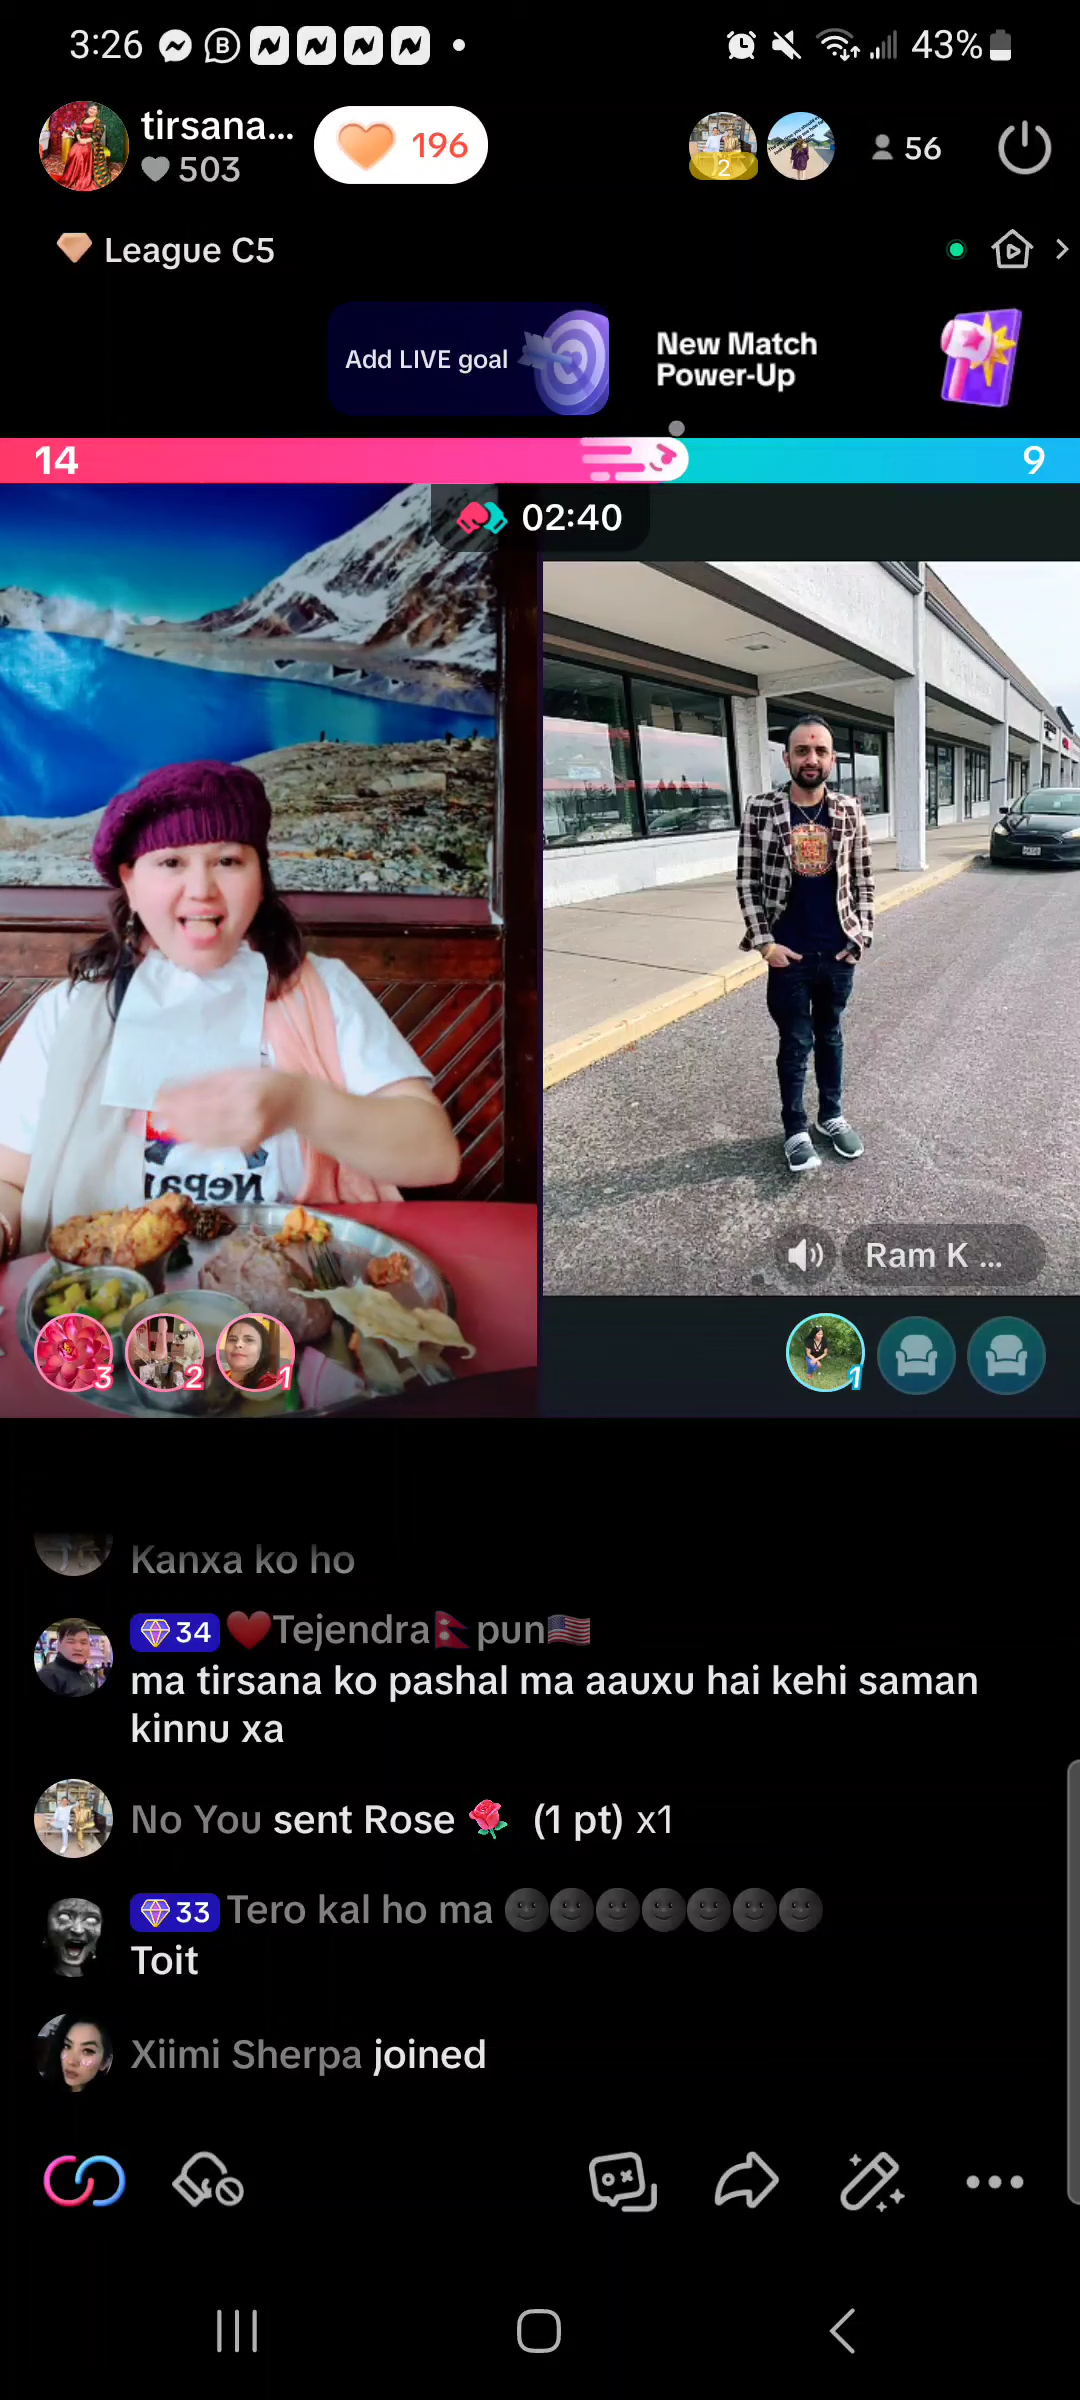 3:26
43%
tirsana...
503
196
2
56
League C5
Add LIVE goal
New Match
Power-Up
14
9
02:40
Nepal
Ram K ...
3
2
1
1
Kanxa ko ho
34 ❤️Tejendra🇳🇵pun🇺🇸
ma tirsana ko pashal ma aauxu hai kehi saman
kinnu xa
No You sent Rose 🌹 (1 pt) x1
33 Tero kal ho ma 🌚🌚🌚🌚🌚🌚🌚
Toit
Xiimi Sherpa joined